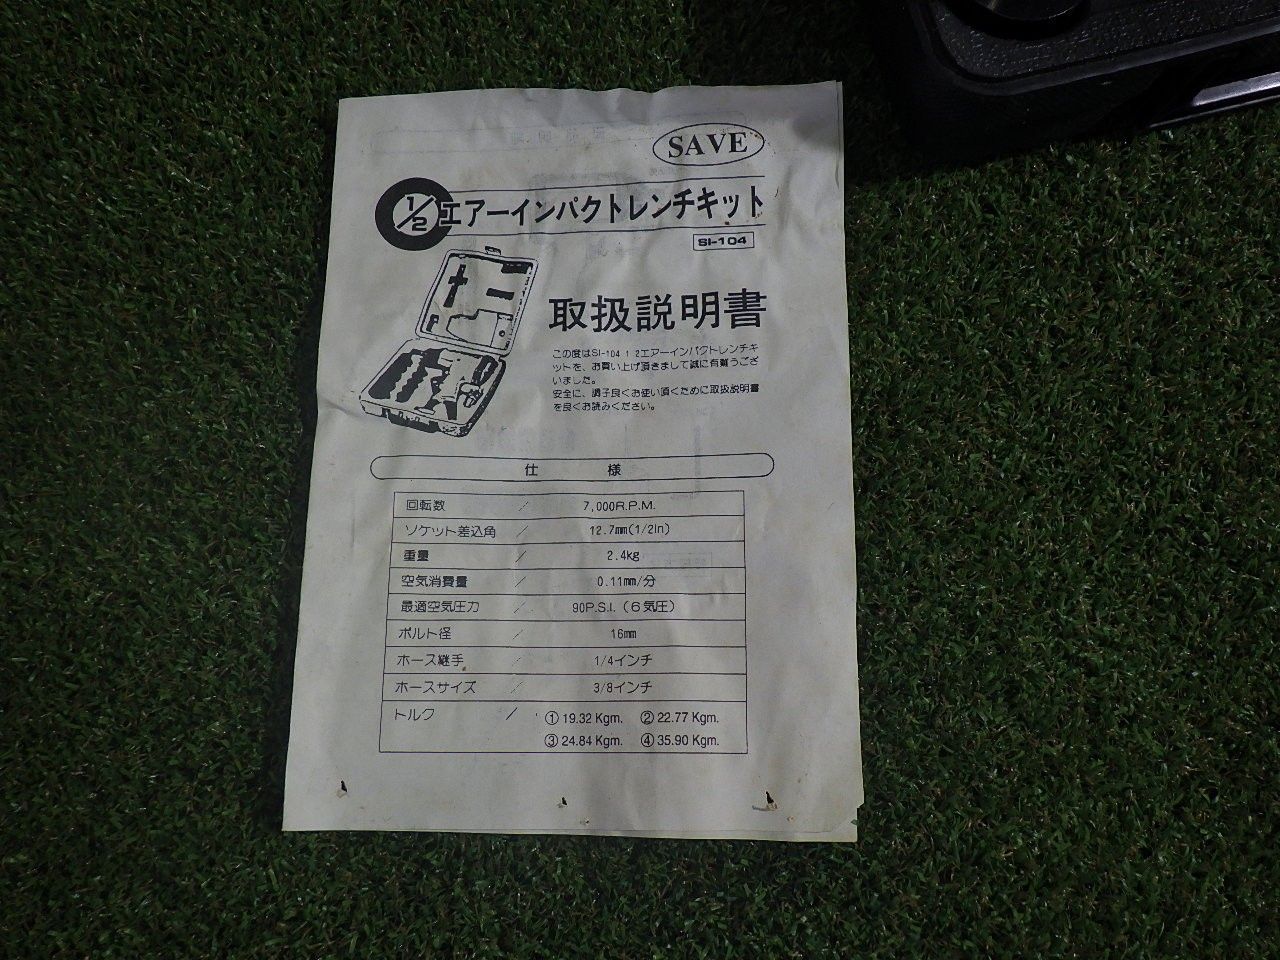 SAVE
1/2 エアーインパクトレンチキット
SI-104
取扱説明書
この度はSI-104 1 2エアーインパクトレンチキ
ットを、お買い上げ頂きまして誠に有難うござ
いました。
安全に、調子良くお使い頂くために取扱説明書
を良くお読みください。
仕 様
回転数 / 7,000R.P.M.
ソケット差込角 / 12.7mm(1/2in)
重量 / 2.4kg
空気消費量 / 0.11mm/分
最適空気圧力 / 90P.S.I.(6気圧)
ボルト径 / 16mm
ホース継手 / 1/4インチ
ホースサイズ / 3/8インチ
トルク / ①19.32 Kgm. ②22.77 Kgm.
③24.84 Kgm. ④35.90 Kgm.